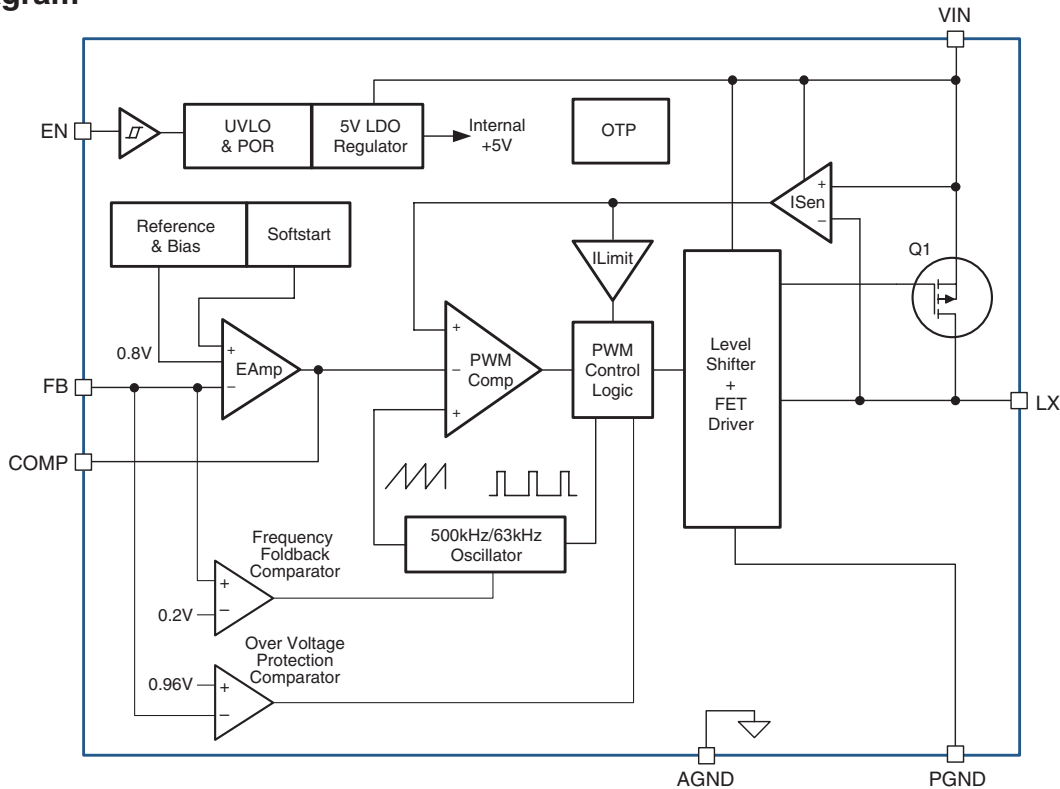 VIN
EN
UVLO
& POR
5V LDO
Regulator
Internal
+5V
OTP
+
ISen
–
Reference
& Bias
Softstart
ILimit
Q1
0.8V
+
EAmp
–
+
PWM
Comp
–
+
PWM
Control
Logic
Level
Shifter
+
FET
Driver
FB
LX
COMP
500kHz/63kHz
Oscillator
Frequency
Foldback
Comparator
+
0.2V
–
Over Voltage
Protection
Comparator
0.96V
+
–
AGND
PGND